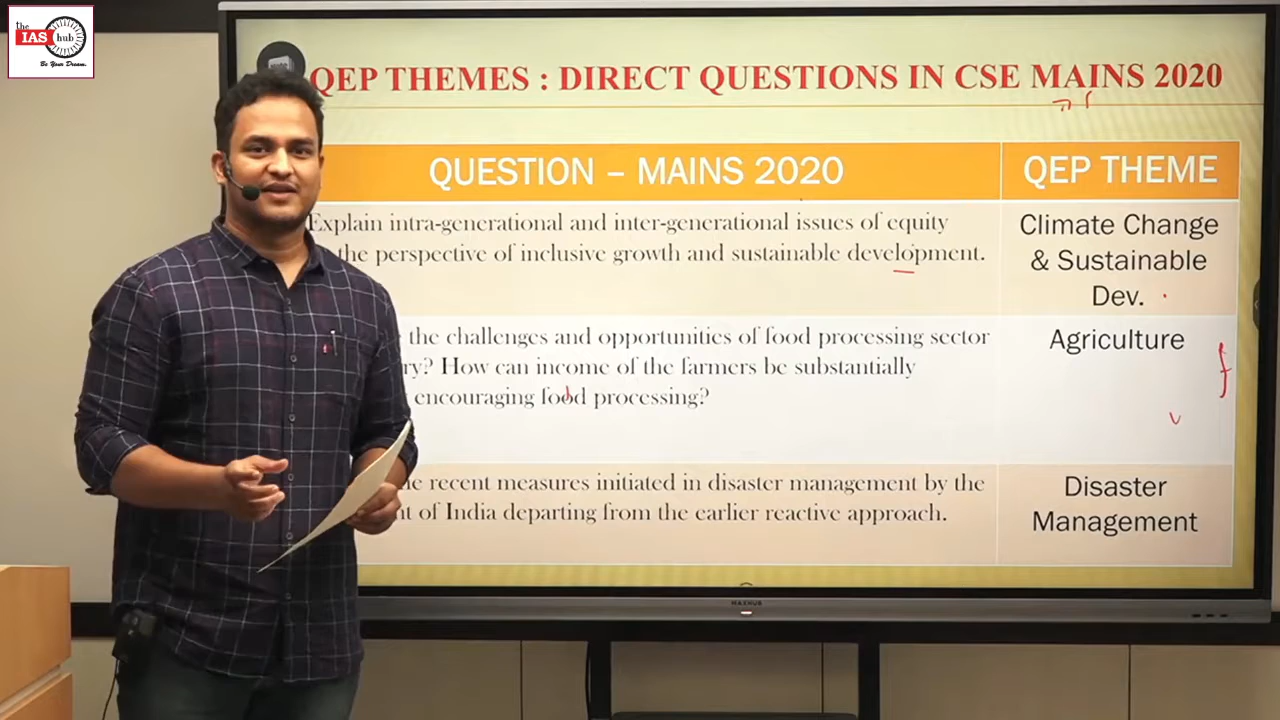 the
IAS hub
Be Your Dream.
QEP THEMES : DIRECT QUESTIONS IN CSE MAINS 2020
QUESTION – MAINS 2020
QEP THEME
Explain intra-generational and inter-generational issues of equity
the perspective of inclusive growth and sustainable development.
Climate Change
& Sustainable
Dev.
the challenges and opportunities of food processing sector
ry? How can income of the farmers be substantially
encouraging food processing?
Agriculture
recent measures initiated in disaster management by the
of India departing from the earlier reactive approach.
Disaster
Management
MAXHUB